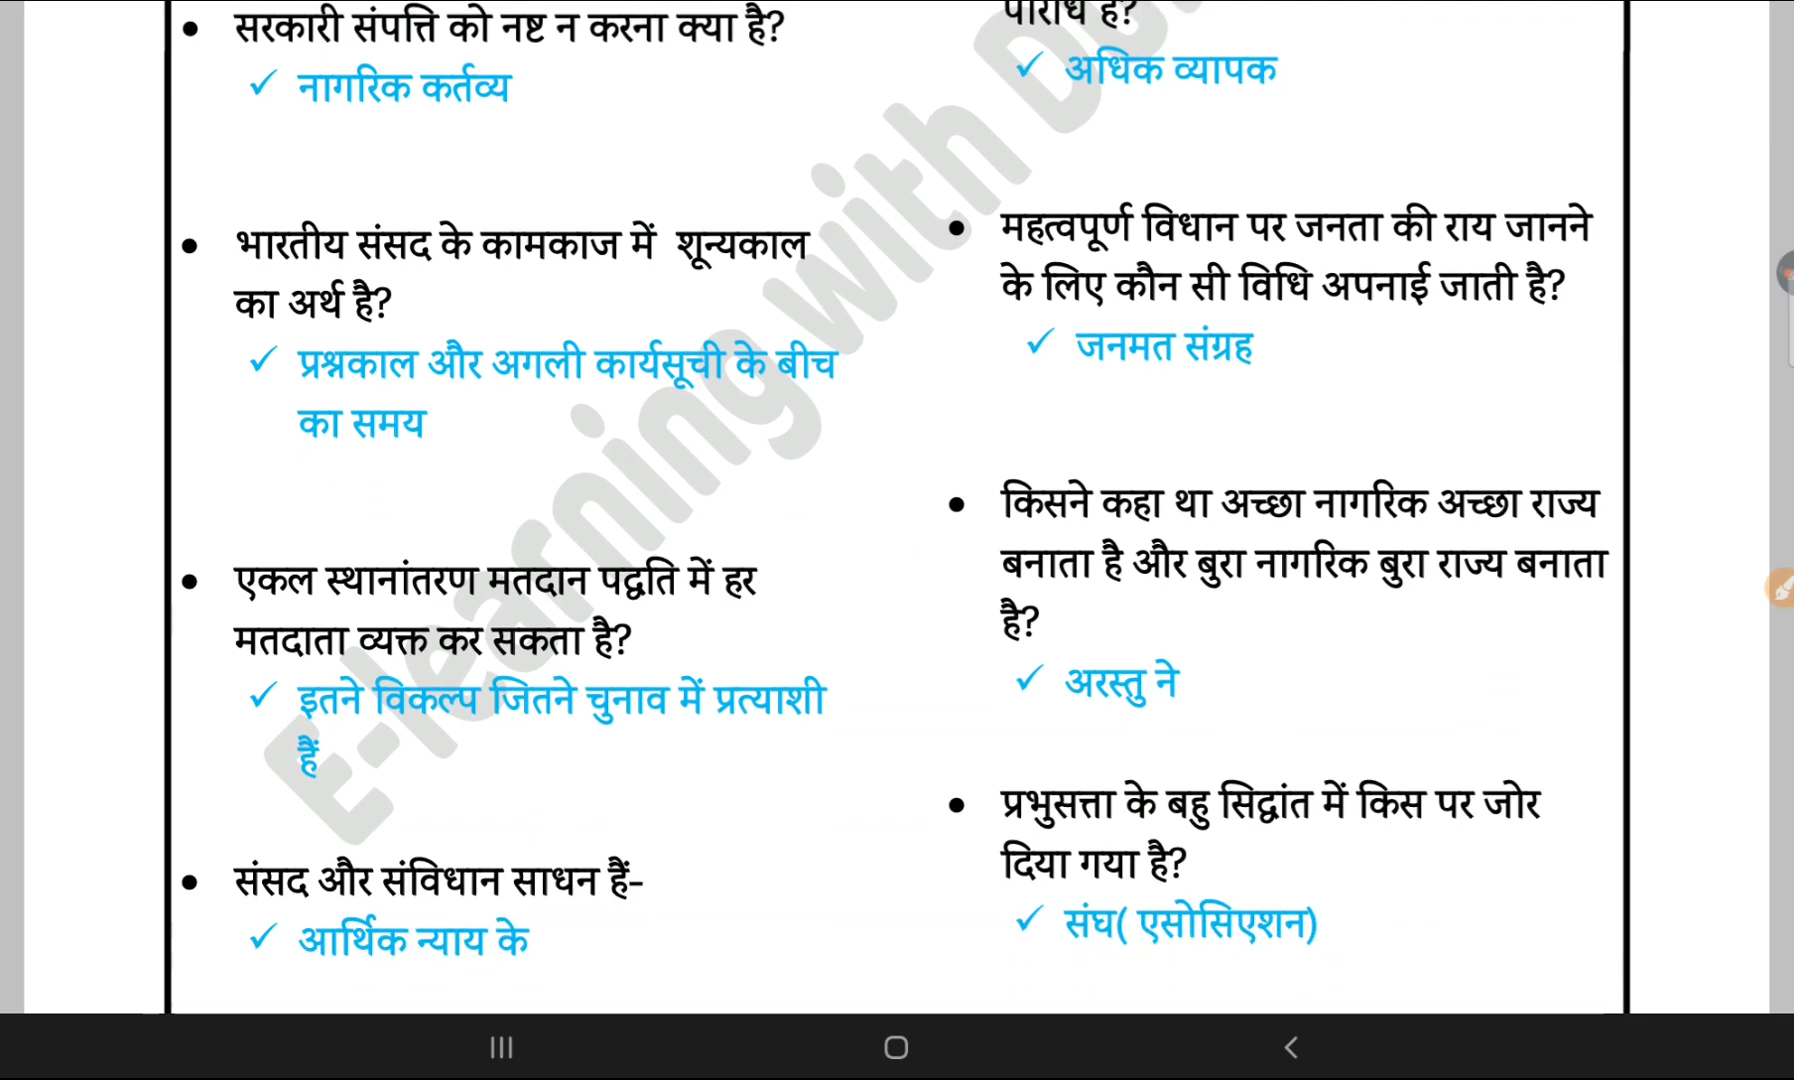 • सरकारी संपत्ति को नष्ट न करना क्या है?
✓ नागरिक कर्तव्य
• भारतीय संसद के कामकाज में शून्यकाल
का अर्थ है?
✓ प्रश्नकाल और अगली कार्यसूची के बीच
का समय
• एकल स्थानांतरण मतदान पद्धति में हर
मतदाता व्यक्त कर सकता है?
✓ इतने विकल्प जितने चुनाव में प्रत्याशी
हैं
• संसद और संविधान साधन हैं-
✓ आर्थिक न्याय के
है?
✓ अधिक व्यापक
• महत्वपूर्ण विधान पर जनता की राय जानने
के लिए कौन सी विधि अपनाई जाती है?
✓ जनमत संग्रह
• किसने कहा था अच्छा नागरिक अच्छा राज्य
बनाता है और बुरा नागरिक बुरा राज्य बनाता
है?
✓ अरस्तु ने
• प्रभुसत्ता के बहु सिद्धांत में किस पर जोर
दिया गया है?
✓ संघ( एसोसिएशन)
E-learning with